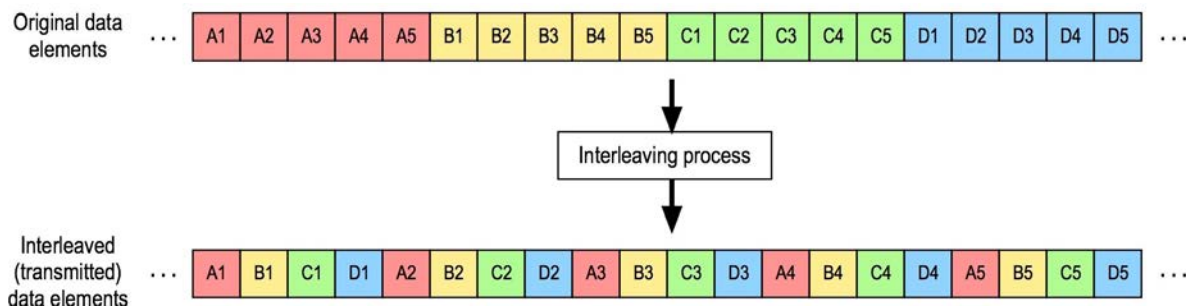 Original data
elements
... A1 A2 A3 A4 A5 B1 B2 B3 B4 B5 C1 C2 C3 C4 C5 D1 D2 D3 D4 D5 ...
Interleaving process
Interleaved
(transmitted)
data elements
... A1 B1 C1 D1 A2 B2 C2 D2 A3 B3 C3 D3 A4 B4 C4 D4 A5 B5 C5 D5 ...